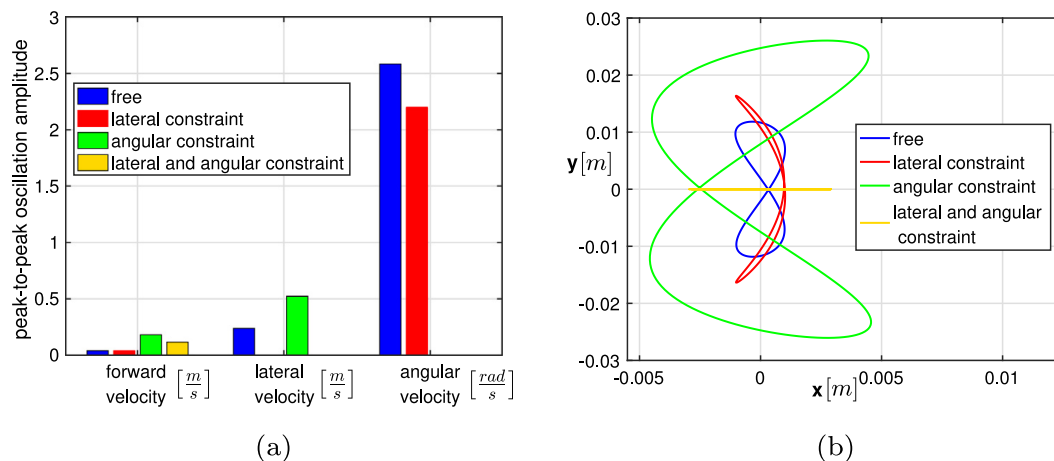 3
2.5
2
1.5
1
0.5
0
peak-to-peak oscillation amplitude
free
lateral constraint
angular constraint
lateral and angular constraint
forward velocity [m/s]
lateral velocity [m/s]
angular velocity [rad/s]
(a)
0.03
0.02
0.01
0
-0.01
-0.02
-0.03
y[m]
free
lateral constraint
angular constraint
lateral and angular
constraint
-0.005
0
0.005
0.01
x[m]
(b)